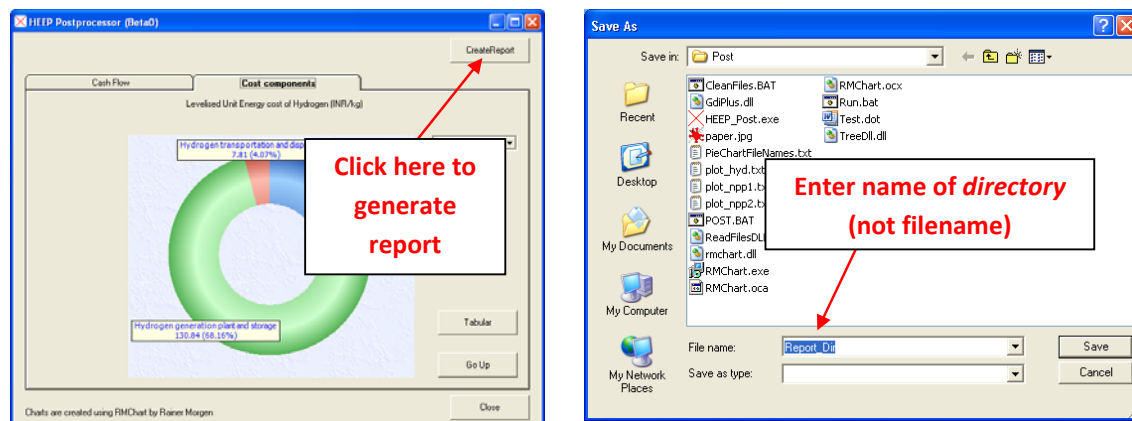 HEEP Postprocessor (Beta0)
CreateReport
Cash Flow
Cost components
Levelised Unit Energy cost of Hydrogen (INR/kg)
Hydrogen transportation and
7.81 (4.07%)
Click here to
generate
report
Hydrogen generation plant and storage
130.84 (68.16%)
Tabular
Go Up
Charts are created using RMChart by Rainer Morgen
Close
Save As
Save in:
Post
Recent
Desktop
My Documents
My Computer
My Network
Places
CleanFiles.BAT
GdiPlus.dll
HEEP_Post.exe
paper.jpg
PieChartFileNames.txt
plot_hyd.txt
plot_npp1.tx
plot_npp2.tx
POST.BAT
ReadFilesDL
rmchart.dll
RMChart.exe
RMChart.oca
RMChart.ocx
Run.bat
Test.dot
TreeDll.dll
Enter name of directory
(not filename)
File name:
Report_Dir
Save
Save as type:
Cancel